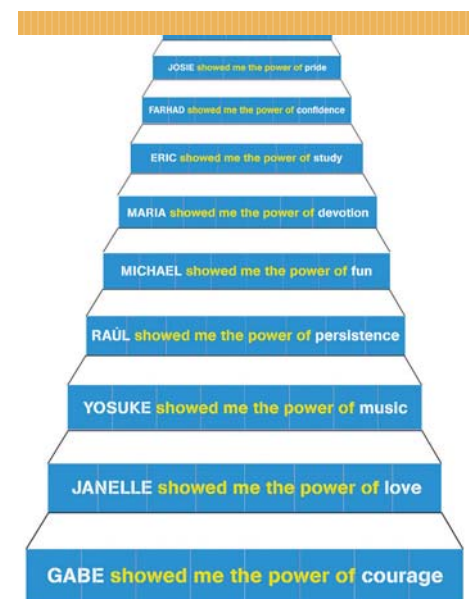 JOSIE showed me the power of pride
FARHAD showed me the power of confidence
ERIC showed me the power of study
MARIA showed me the power of devotion
MICHAEL showed me the power of fun
RAÚL showed me the power of persistence
YOSUKE showed me the power of music
JANELLE showed me the power of love
GABE showed me the power of courage